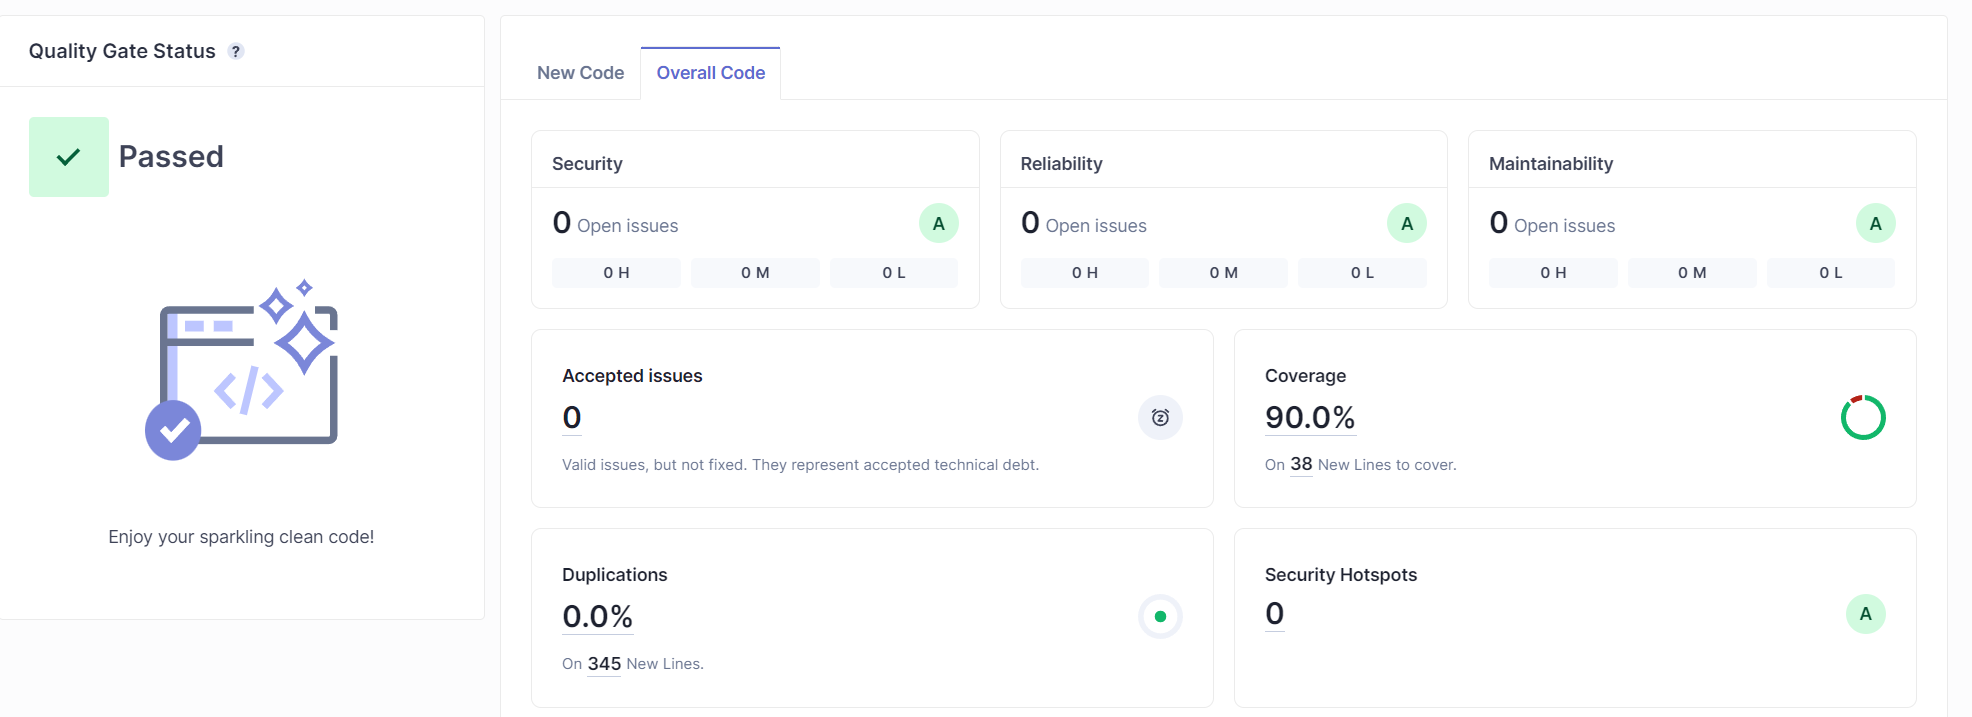 Quality Gate Status ?
Passed
Enjoy your sparkling clean code!
New Code
Overall Code
Security
0 Open issues
A
0 H
0 M
0 L
Reliability
0 Open issues
A
0 H
0 M
0 L
Maintainability
0 Open issues
A
0 H
0 M
0 L
Accepted issues
0
Valid issues, but not fixed. They represent accepted technical debt.
Coverage
90.0%
On 38 New Lines to cover.
Duplications
0.0%
On 345 New Lines.
Security Hotspots
0
A